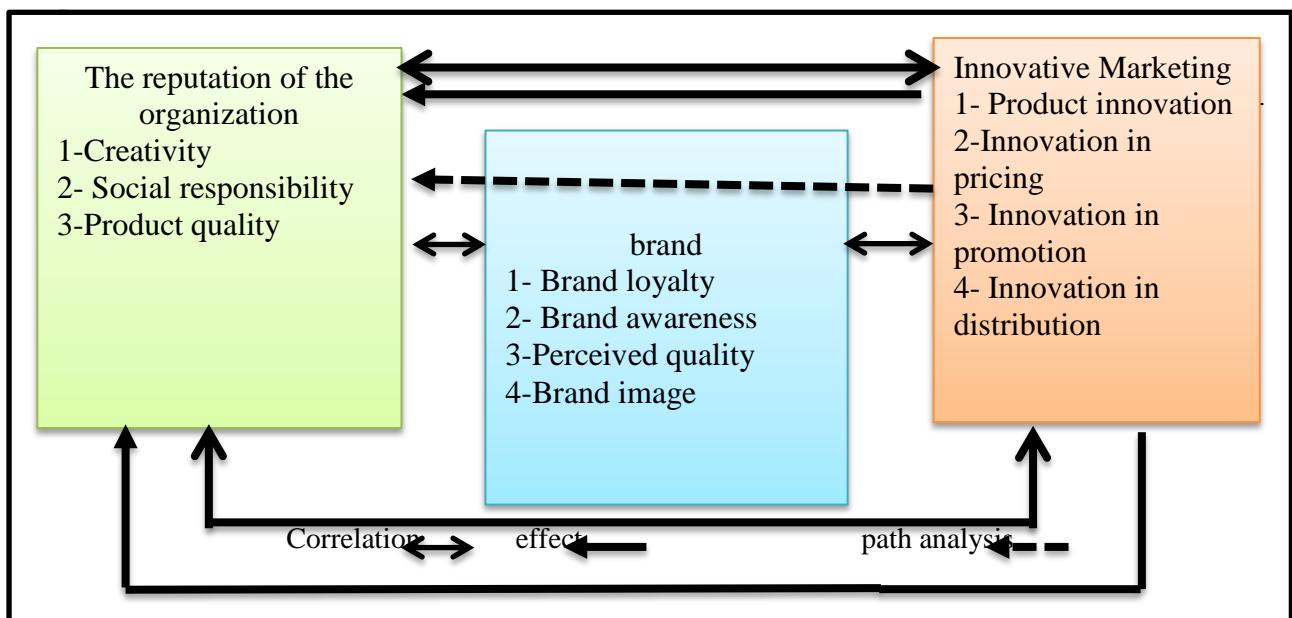 The reputation of the
organization
1-Creativity
2- Social responsibility
3-Product quality
brand
1- Brand loyalty
2- Brand awareness
3-Perceived quality
4-Brand image
Innovative Marketing
1- Product innovation
2-Innovation in
pricing
3- Innovation in
promotion
4- Innovation in
distribution
Correlation effect path analysis